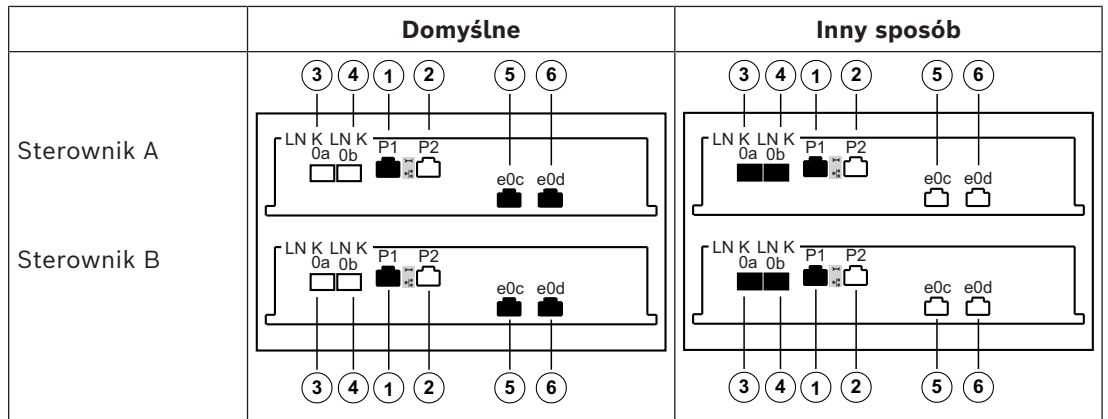 Domyślne Inny sposób
3 4 1 2 5 6 3 4 1 2 5 6
Sterownik A
LN K LN K P1 P2 LN K LN K P1 P2
0a 0b 0a 0b
e0c e0d e0c e0d
Sterownik B
LN K LN K P1 P2 LN K LN K P1 P2
0a 0b 0a 0b
e0c e0d e0c e0d
3 4 1 2 5 6 3 4 1 2 5 6